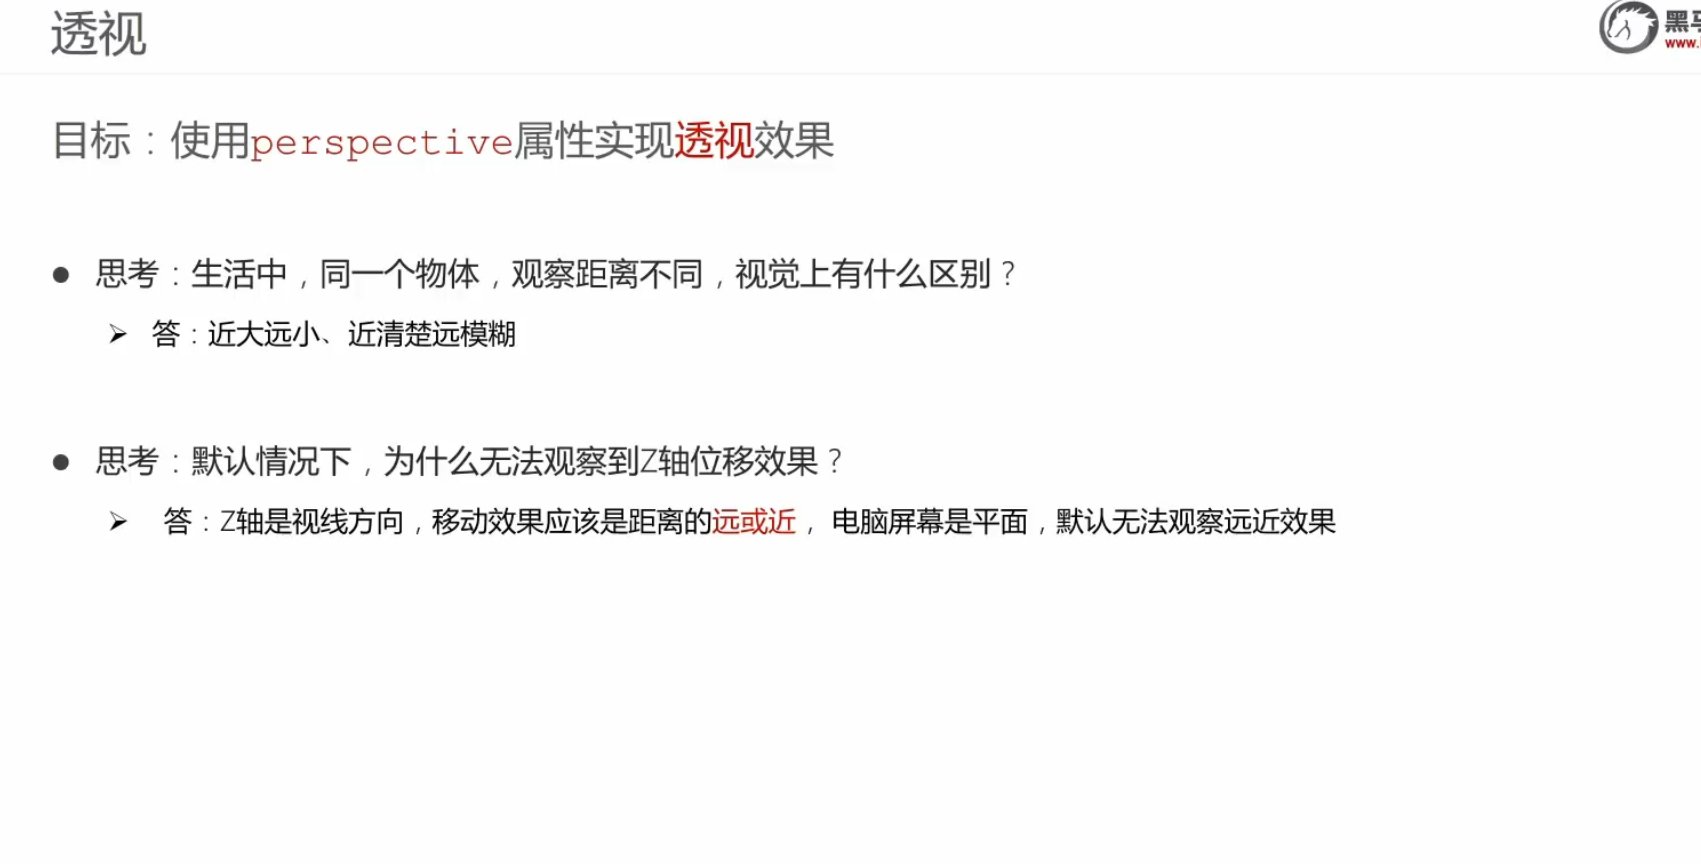 透视
黑马
www.i
目标：使用perspective属性实现透视效果
● 思考：生活中，同一个物体，观察距离不同，视觉上有什么区别？
➢ 答：近大远小、近清楚远模糊
● 思考：默认情况下，为什么无法观察到Z轴位移效果？
➢ 答：Z轴是视线方向，移动效果应该是距离的远或近， 电脑屏幕是平面，默认无法观察远近效果